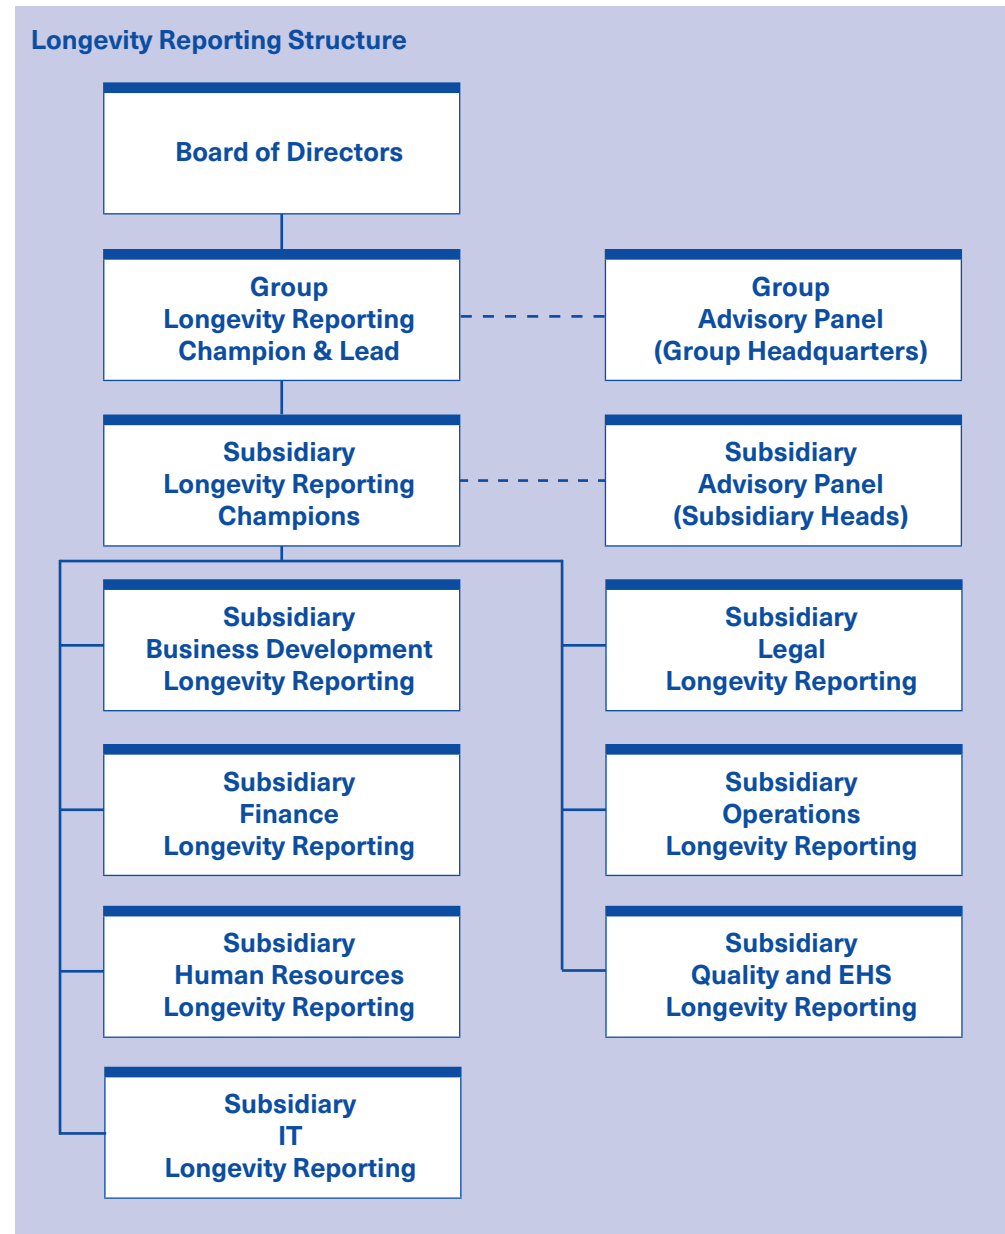 Longevity Reporting Structure
Board of Directors
Group
Longevity Reporting
Champion & Lead
Group
Advisory Panel
(Group Headquarters)
Subsidiary
Longevity Reporting
Champions
Subsidiary
Advisory Panel
(Subsidiary Heads)
Subsidiary
Business Development
Longevity Reporting
Subsidiary
Legal
Longevity Reporting
Subsidiary
Finance
Longevity Reporting
Subsidiary
Operations
Longevity Reporting
Subsidiary
Human Resources
Longevity Reporting
Subsidiary
Quality and EHS
Longevity Reporting
Subsidiary
IT
Longevity Reporting